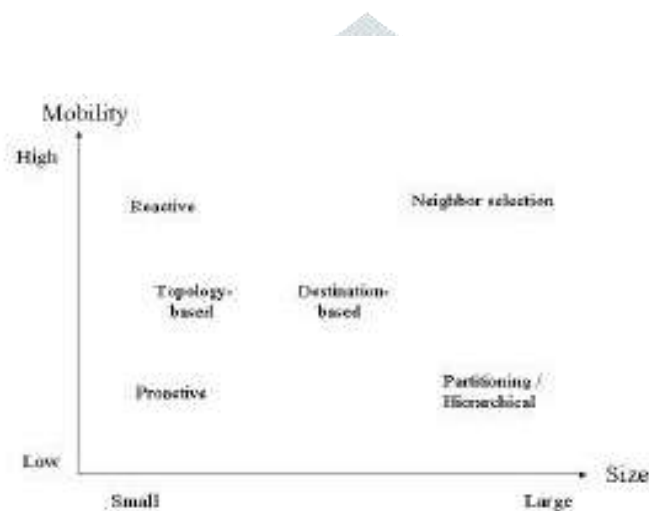 Mobility
High
Reactive
Neighbor selection
Topology-
based
Destination-
based
Proactive
Partitioning /
Hierarchical
Low
Size
Small
Large